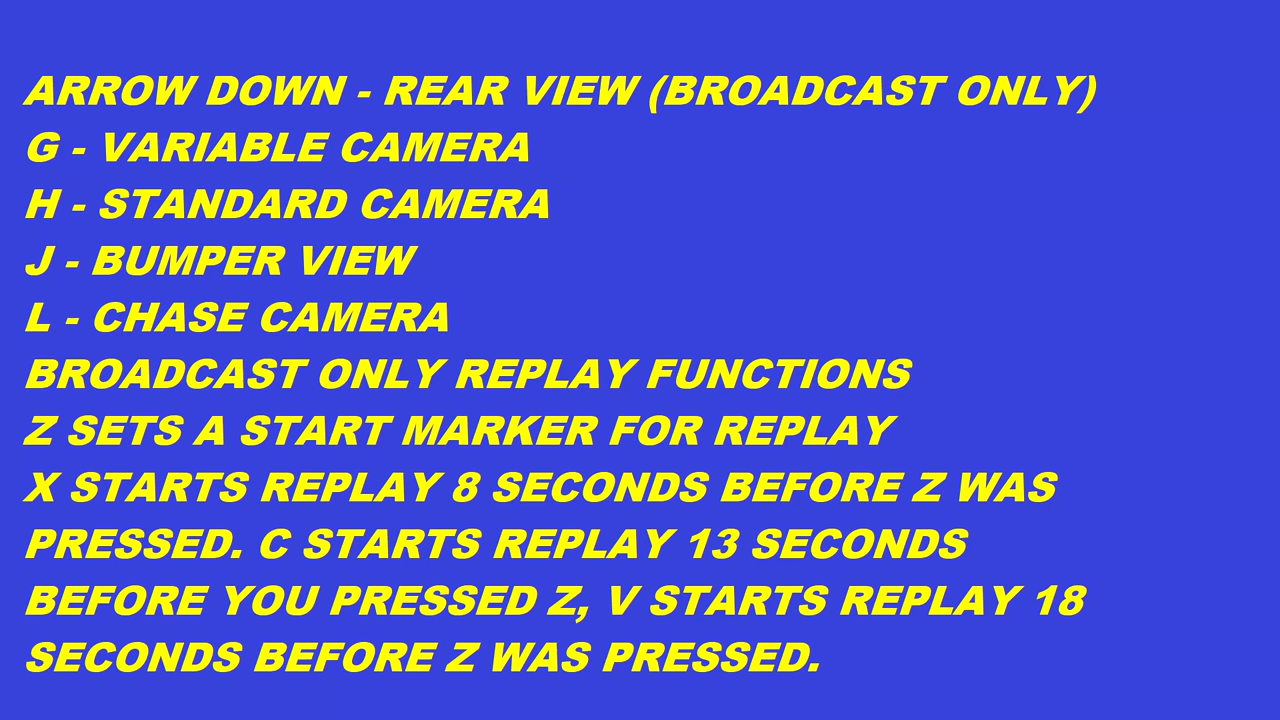 ARROW DOWN - REAR VIEW (BROADCAST ONLY)
G - VARIABLE CAMERA
H - STANDARD CAMERA
J - BUMPER VIEW
L - CHASE CAMERA
BROADCAST ONLY REPLAY FUNCTIONS
Z SETS A START MARKER FOR REPLAY
X STARTS REPLAY 8 SECONDS BEFORE Z WAS
PRESSED. C STARTS REPLAY 13 SECONDS
BEFORE YOU PRESSED Z, V STARTS REPLAY 18
SECONDS BEFORE Z WAS PRESSED.